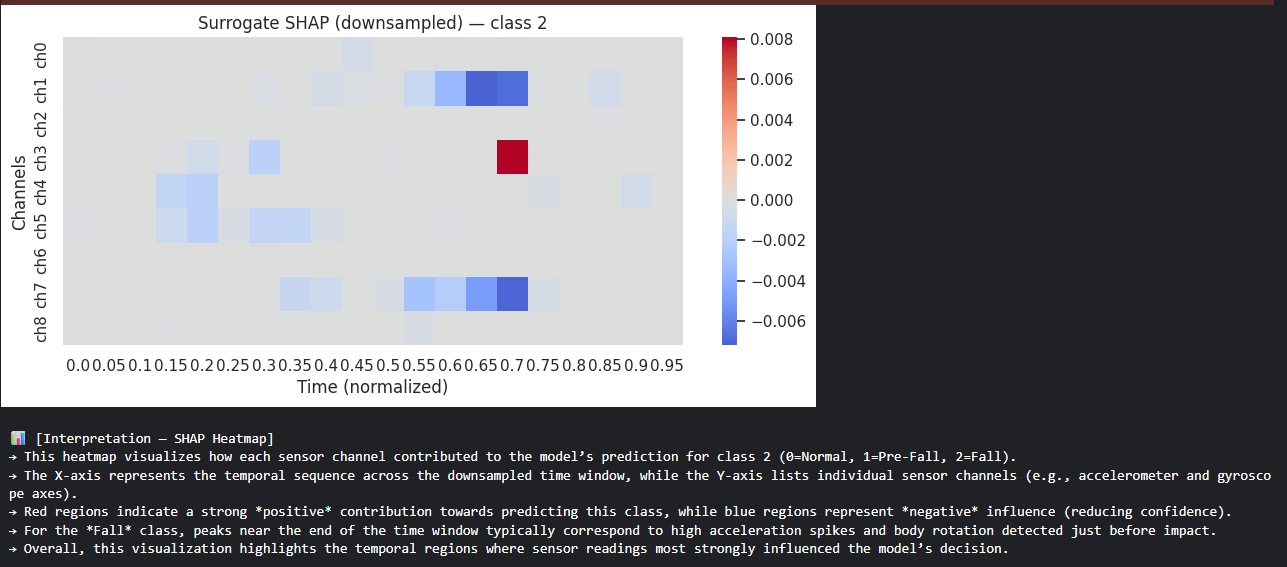 Surrogate SHAP (downsampled) — class 2
Channels
ch0
ch1
ch2
ch3
ch4
ch5
ch6
ch7
ch8
0.0 0.05 0.1 0.15 0.2 0.25 0.3 0.35 0.4 0.45 0.5 0.55 0.6 0.65 0.7 0.75 0.8 0.85 0.9 0.95
Time (normalized)
0.008
0.006
0.004
0.002
0.000
−0.002
−0.004
−0.006
📊 [Interpretation — SHAP Heatmap]
→ This heatmap visualizes how each sensor channel contributed to the model’s prediction for class 2 (0=Normal, 1=Pre-Fall, 2=Fall).
→ The X-axis represents the temporal sequence across the downsampled time window, while the Y-axis lists individual sensor channels (e.g., accelerometer and gyrosco
pe axes).
→ Red regions indicate a strong *positive* contribution towards predicting this class, while blue regions represent *negative* influence (reducing confidence).
→ For the *Fall* class, peaks near the end of the time window typically correspond to high acceleration spikes and body rotation detected just before impact.
→ Overall, this visualization highlights the temporal regions where sensor readings most strongly influenced the model’s decision.